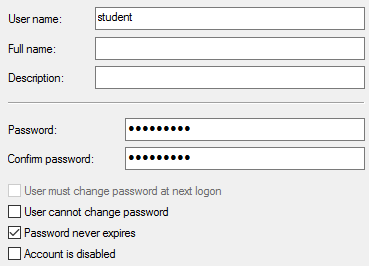 User name: student
Full name:
Description:
Password: •••••••••
Confirm password: •••••••••
User must change password at next logon
User cannot change password
Password never expires
Account is disabled